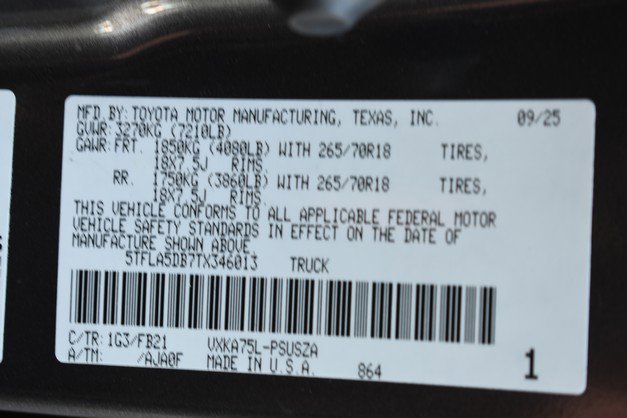 MFD. BY: TOYOTA MOTOR MANUFACTURING, TEXAS, INC. 09/25
GVWR: 3270KG (7210LB)
GAWR: FRT. 1850KG (4080LB) WITH 265/70R18 TIRES,
18X7.5J RIMS,
RR. 1750KG (3860LB) WITH 265/70R18 TIRES,
18X7.5J RIMS,
THIS VEHICLE CONFORMS TO ALL APPLICABLE FEDERAL MOTOR
VEHICLE SAFETY STANDARDS IN EFFECT ON THE DATE OF
MANUFACTURE SHOWN ABOVE
5TFLA5DB7TX346013 TRUCK
C/TR: 1G3/FB21 VXKA75L-PSUSZA
A/TM: /AJA0F MADE IN U.S.A. 864 1